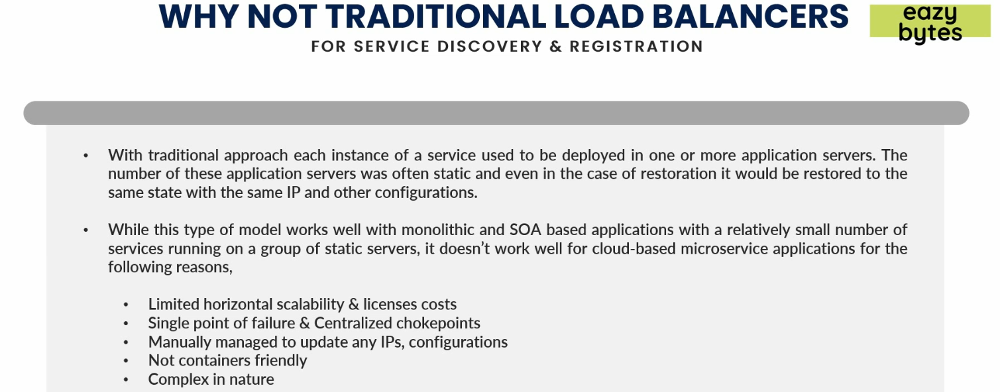 WHY NOT TRADITIONAL LOAD BALANCERS
eazy
bytes
FOR SERVICE DISCOVERY & REGISTRATION
• With traditional approach each instance of a service used to be deployed in one or more application servers. The
number of these application servers was often static and even in the case of restoration it would be restored to the
same state with the same IP and other configurations.
• While this type of model works well with monolithic and SOA based applications with a relatively small number of
services running on a group of static servers, it doesn’t work well for cloud-based microservice applications for the
following reasons,
• Limited horizontal scalability & licenses costs
• Single point of failure & Centralized chokepoints
• Manually managed to update any IPs, configurations
• Not containers friendly
• Complex in nature